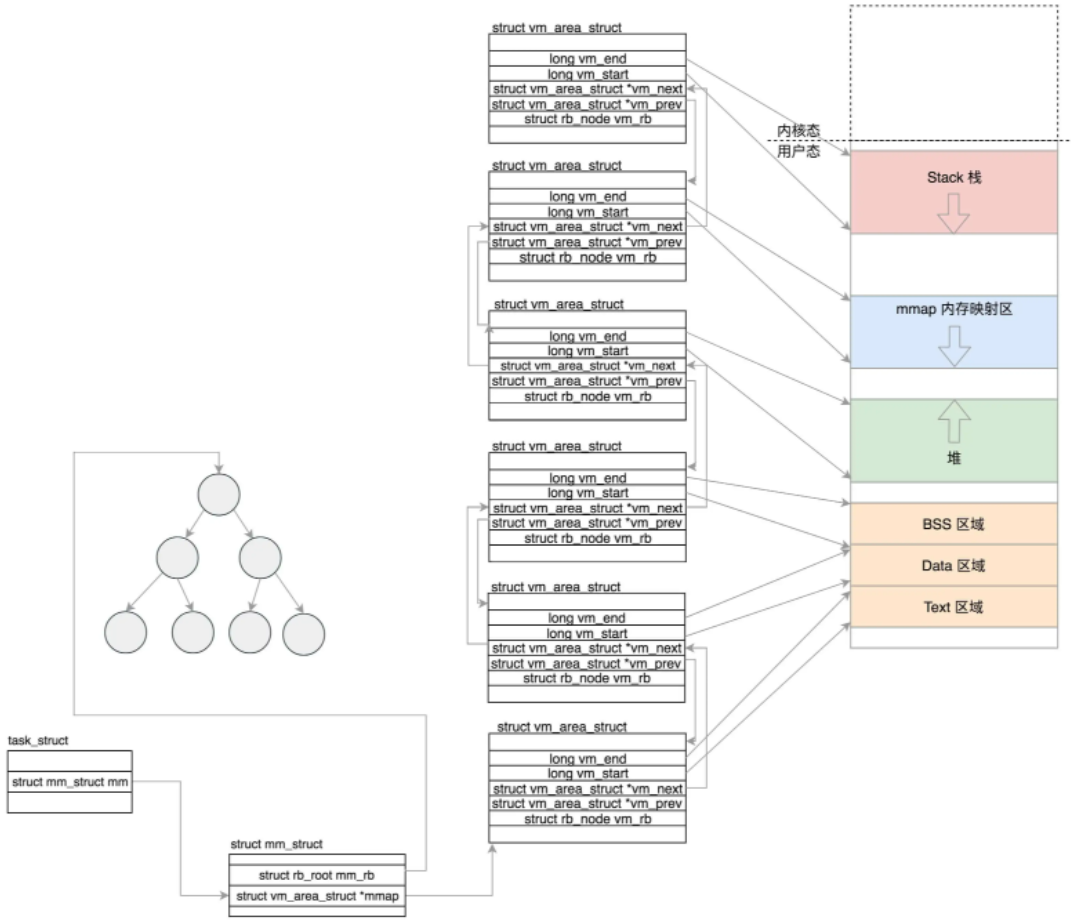 struct vm_area_struct
long vm_end
long vm_start
struct vm_area_struct *vm_next
struct vm_area_struct *vm_prev
struct rb_node vm_rb
内核态
用户态
Stack 栈
struct vm_area_struct
long vm_end
long vm_start
struct vm_area_struct *vm_next
struct vm_area_struct *vm_prev
struct rb_node vm_rb
mmap 内存映射区
struct vm_area_struct
long vm_end
long vm_start
struct vm_area_struct *vm_next
struct vm_area_struct *vm_prev
struct rb_node vm_rb
堆
struct vm_area_struct
long vm_end
long vm_start
struct vm_area_struct *vm_next
struct vm_area_struct *vm_prev
struct rb_node vm_rb
BSS 区域
Data 区域
Text 区域
struct vm_area_struct
long vm_end
long vm_start
struct vm_area_struct *vm_next
struct vm_area_struct *vm_prev
struct rb_node vm_rb
struct vm_area_struct
long vm_end
long vm_start
struct vm_area_struct *vm_next
struct vm_area_struct *vm_prev
struct rb_node vm_rb
task_struct
struct mm_struct mm
struct mm_struct
struct rb_root mm_rb
struct vm_area_struct *mmap